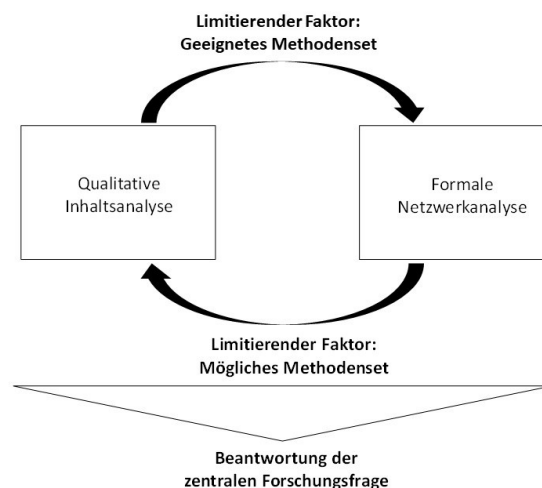 Limitierender Faktor:
Geeignetes Methodenset
Qualitative
Inhaltsanalyse
Formale
Netzwerkanalyse
Limitierender Faktor:
Mögliches Methodenset
Beantwortung der
zentralen Forschungsfrage